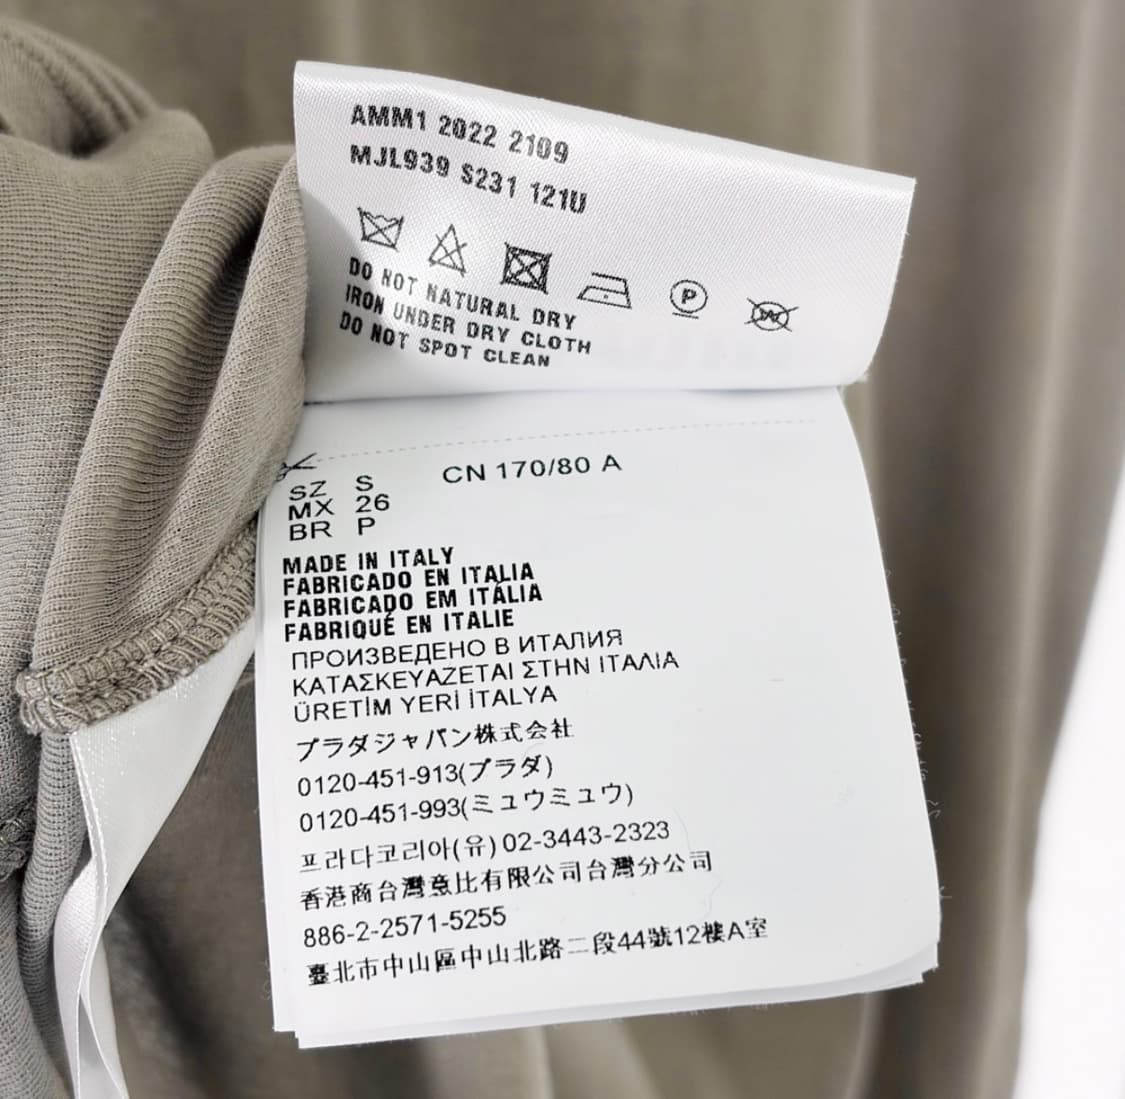 AMM1 2022 2109
MJL939 S231 121U
P W
DO NOT NATURAL DRY
IRON UNDER DRY CLOTH
DO NOT SPOT CLEAN
SZ S CN 170/80 A
MX 26
BR P
MADE IN ITALY
FABRICADO EN ITALIA
FABRICADO EM ITÁLIA
FABRIQUÉ EN ITALIE
ПРОИЗВЕДЕНО В ИТАЛИЯ
ΚΑΤΑΣΚΕΥΑΖΕΤΑΙ ΣΤΗΝ ΙΤΑΛΙΑ
ÜRETİM YERİ İTALYA
プラダジャパン株式会社
0120-451-913(プラダ)
0120-451-993(ミュウミュウ)
프라다코리아(유) 02-3443-2323
香港商台灣意比有限公司台灣分公司
886-2-2571-5255
臺北市中山區中山北路二段44號12樓A室